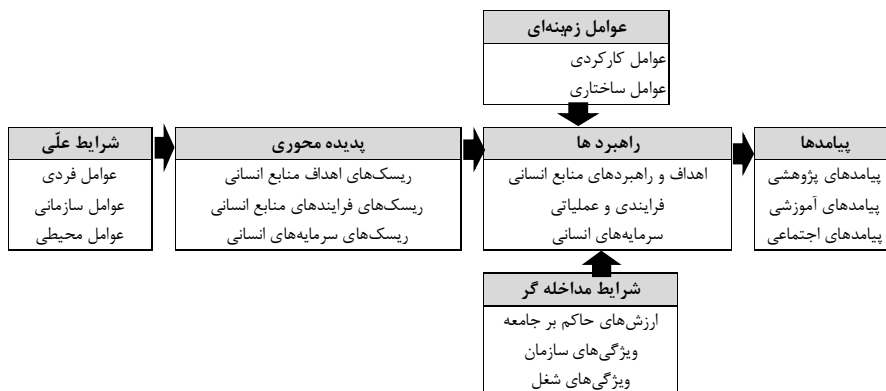 عوامل زمینه‌ای
عوامل کارکردی
عوامل ساختاری
شرایط علّی
عوامل فردی
عوامل سازمانی
عوامل محیطی
پدیده محوری
ریسک‌های اهداف منابع انسانی
ریسک‌های فرایندهای منابع انسانی
ریسک‌های سرمایه‌های انسانی
راهبرد ها
اهداف و راهبردهای منابع انسانی
فرایندی و عملیاتی
سرمایه‌های انسانی
پیامدها
پیامدهای پژوهشی
پیامدهای آموزشی
پیامدهای اجتماعی
شرایط مداخله گر
ارزش‌های حاکم بر جامعه
ویژگی‌های سازمان
ویژگی‌های شغل